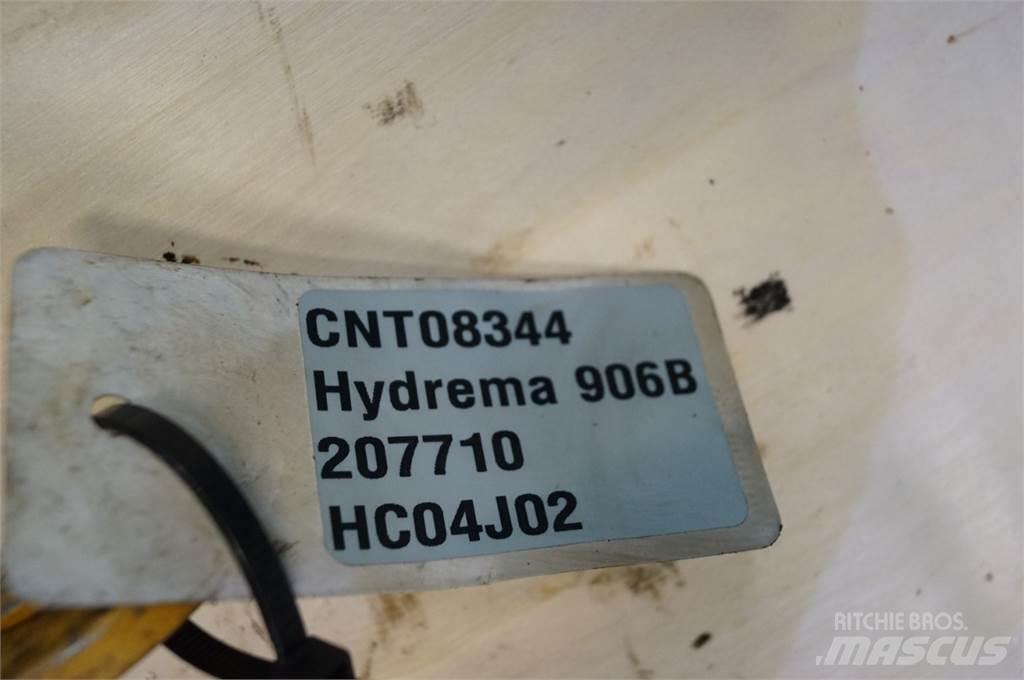 CNT08344
Hydrema 906B
207710
HC04J02
RITCHIE BROS.
MASCUS